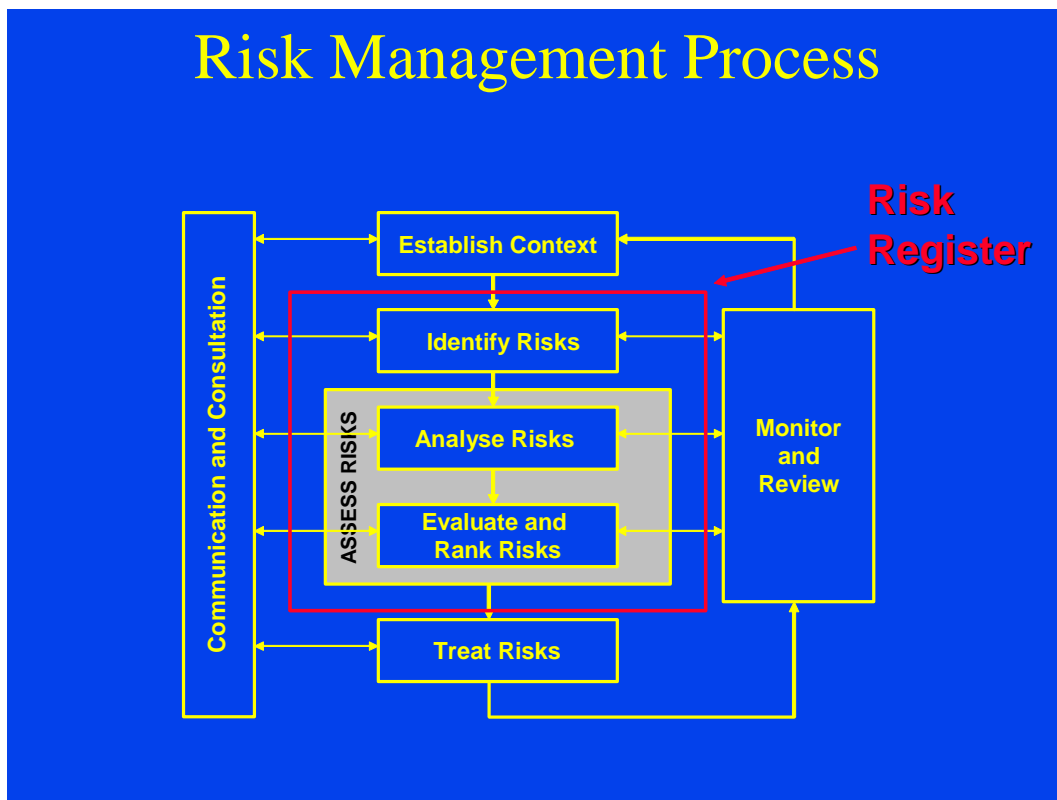 Risk Management Process
Risk
Register
Communication and Consultation
Establish Context
Identify Risks
ASSESS RISKS
Analyse Risks
Evaluate and
Rank Risks
Treat Risks
Monitor
and
Review